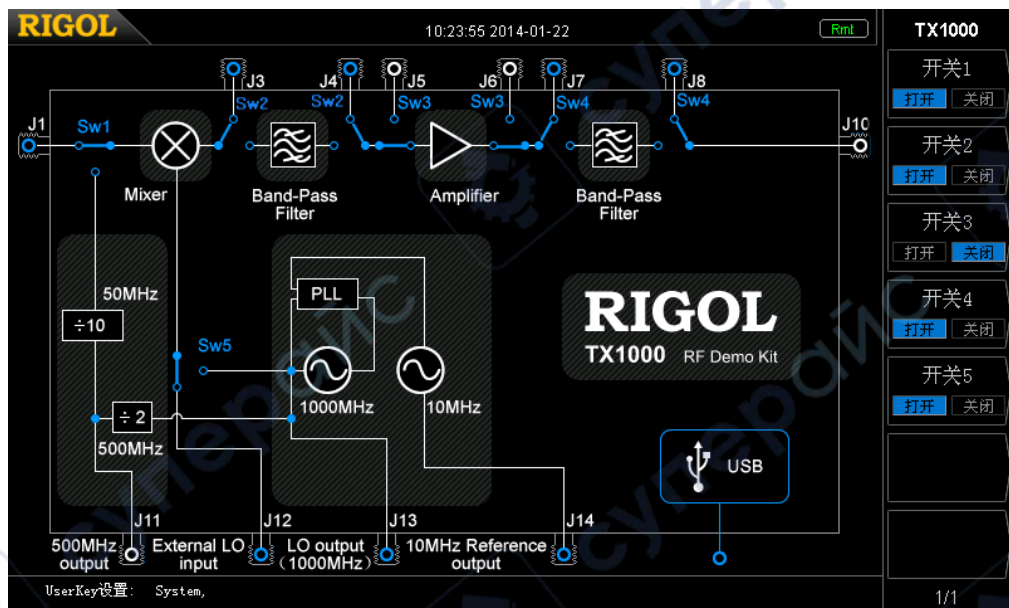 RIGOL
10:23:55 2014-01-22
Rmt
TX1000
J3
J4
J5
J6
J7
J8
Sw2
Sw2
Sw3
Sw3
Sw4
Sw4
J1
Sw1
J10
Mixer
Band-Pass
Filter
Amplifier
Band-Pass
Filter
50MHz
÷10
PLL
Sw5
1000MHz
10MHz
÷ 2
500MHz
RIGOL
TX1000 RF Demo Kit
USB
J11
J12
J13
J14
500MHz
output
External LO
input
LO output
(1000MHz)
10MHz Reference
output
UserKey设置: System,
开关1
打开 关闭
开关2
打开 关闭
开关3
打开 关闭
开关4
打开 关闭
开关5
打开 关闭
1/1
суперайс